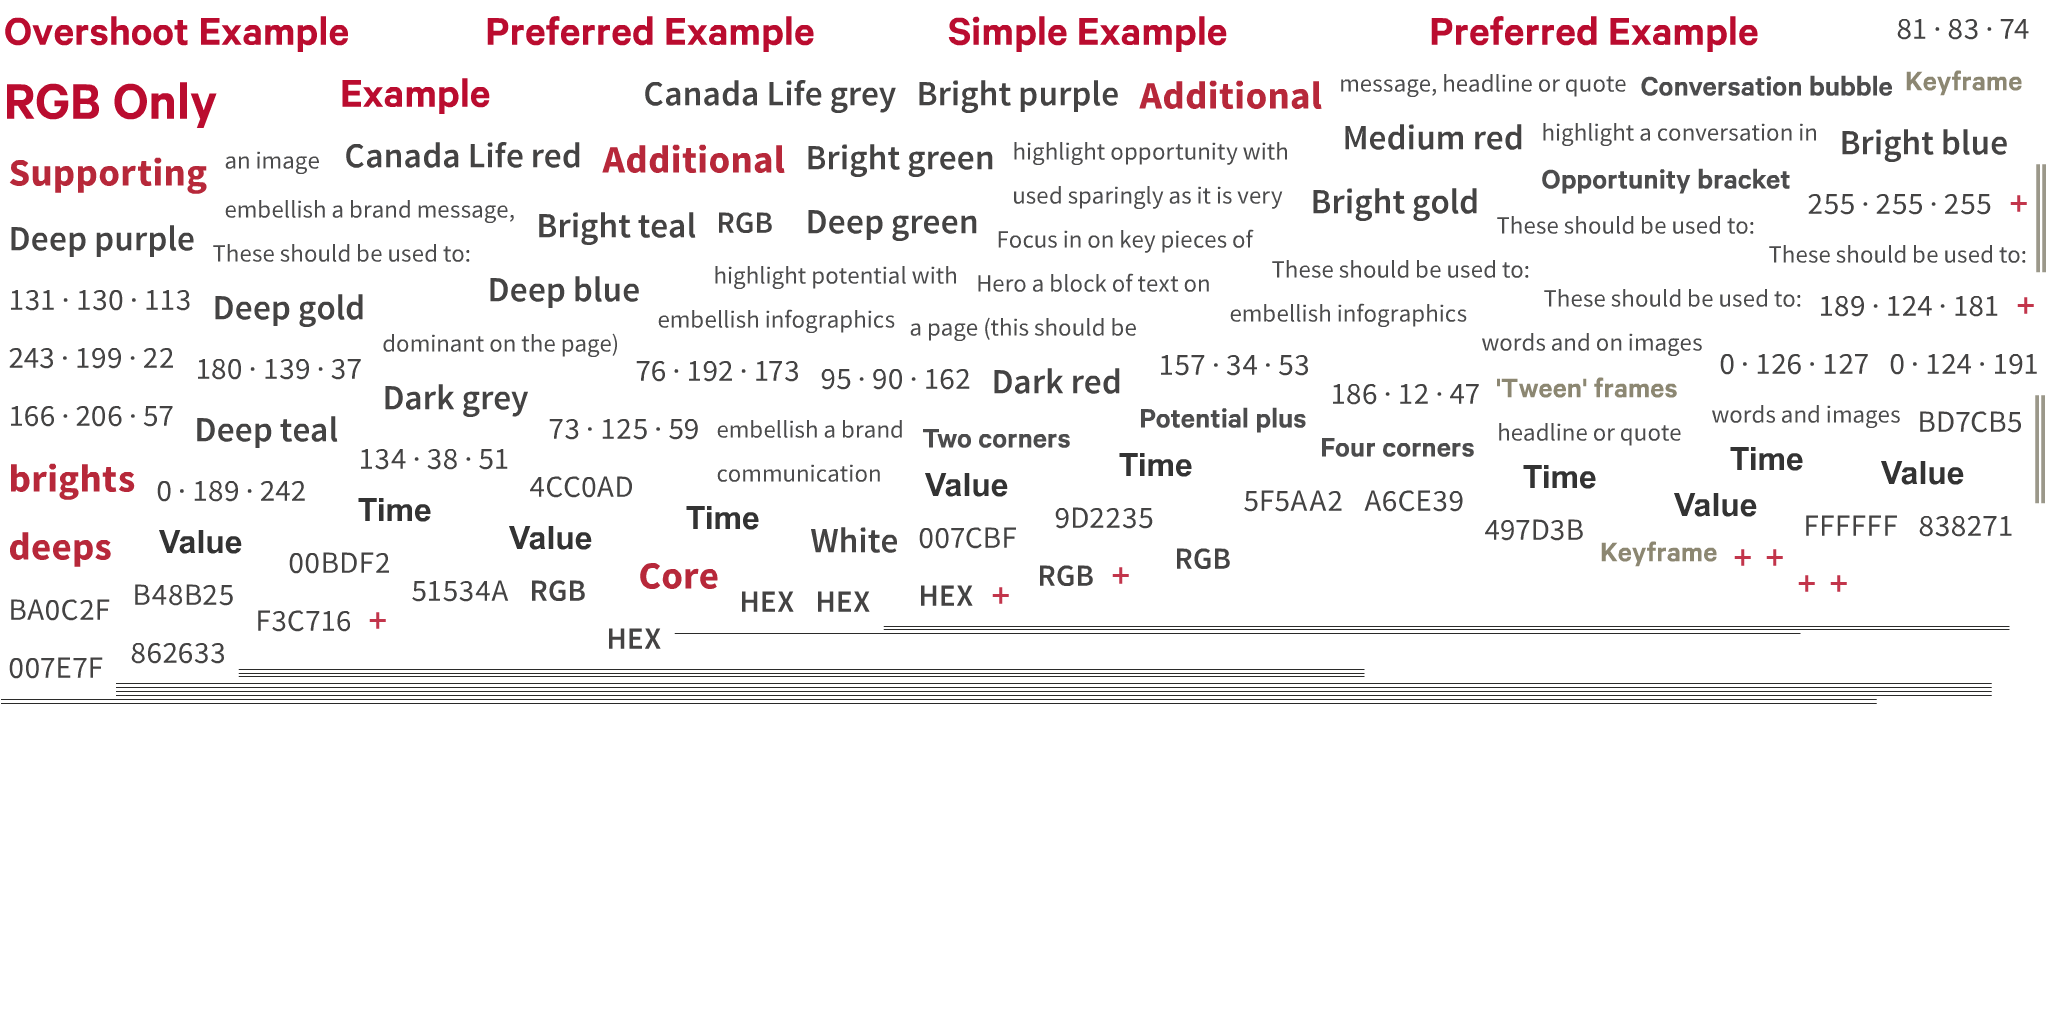 Overshoot Example Preferred Example Simple Example Preferred Example 81 · 83 · 74
RGB Only Example Canada Life grey Bright purple Additional message, headline or quote Conversation bubble Keyframe
Supporting an image Canada Life red Additional Bright green highlight opportunity with Medium red highlight a conversation in Bright blue
used sparingly as it is very Bright gold Opportunity bracket 255 · 255 · 255 +
Deep purple embellish a brand message, Bright teal RGB Deep green Focus in on key pieces of These should be used to:
These should be used to: These should be used to: These should be used to:
131 · 130 · 113 Deep gold Deep blue highlight potential with Hero a block of text on These should be used to: 189 · 124 · 181 +
dominant on the page) embellish infographics a page (this should be embellish infographics words and on images
243 · 199 · 22 180 · 139 · 37 76 · 192 · 173 95 · 90 · 162 Dark red 157 · 34 · 53 0 · 126 · 127 0 · 124 · 191
Dark grey 186 · 12 · 47 'Tween' frames
166 · 206 · 57 Deep teal 73 · 125 · 59 embellish a brand Two corners Potential plus Four corners headline or quote words and images BD7CB5
brights 0 · 189 · 242 134 · 38 · 51 4CC0AD communication Value Time Time Time Value
deeps Value Time Value Time White 007CBF 9D2235 5F5AA2 A6CE39 497D3B Value FFFFFF 838271
00BDF2 Core RGB + RGB Keyframe + +
BA0C2F B48B25 F3C716 + 51534A RGB HEX HEX HEX + + +
007E7F 862633 HEX